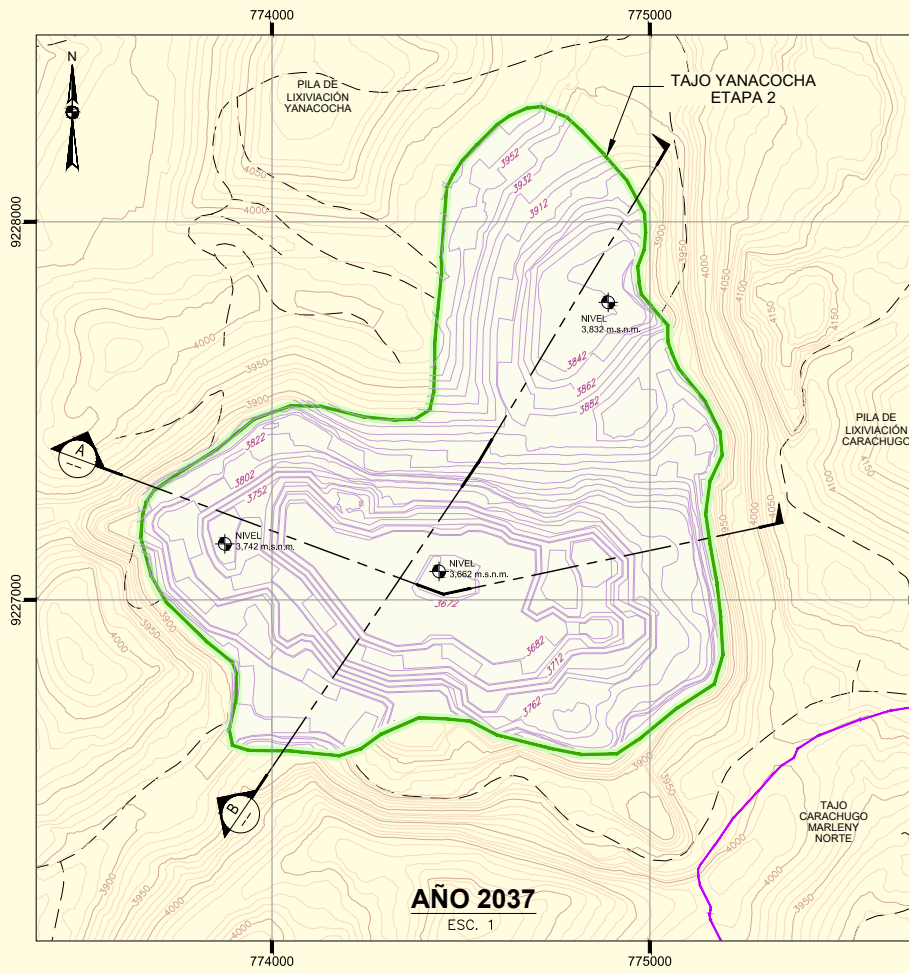 774000
775000
N
PILA DE
LIXIVIACIÓN
YANACOCHA
TAJO YANACOCHA
ETAPA 2
4050
4000
3952
3932
3912
9228000
3900
3950
4000
4050
4100
4150
4150
NIVEL
3,832 m.s.n.m.
4000
3950
3900
3842
3862
3882
PILA DE
LIXIVIACIÓN
CARACHUGO
3822
3802
3752
A
4150
4100
4050
4000
3950
NIVEL
3,742 m.s.n.m.
NIVEL
3,662 m.s.n.m.
3672
9227000
3900
3950
4000
3682
3712
3762
3950
B
TAJO
CARACHUGO
MARLENY
NORTE
4000
3950
3900
3950
4000
AÑO 2037
ESC. 1
774000
775000